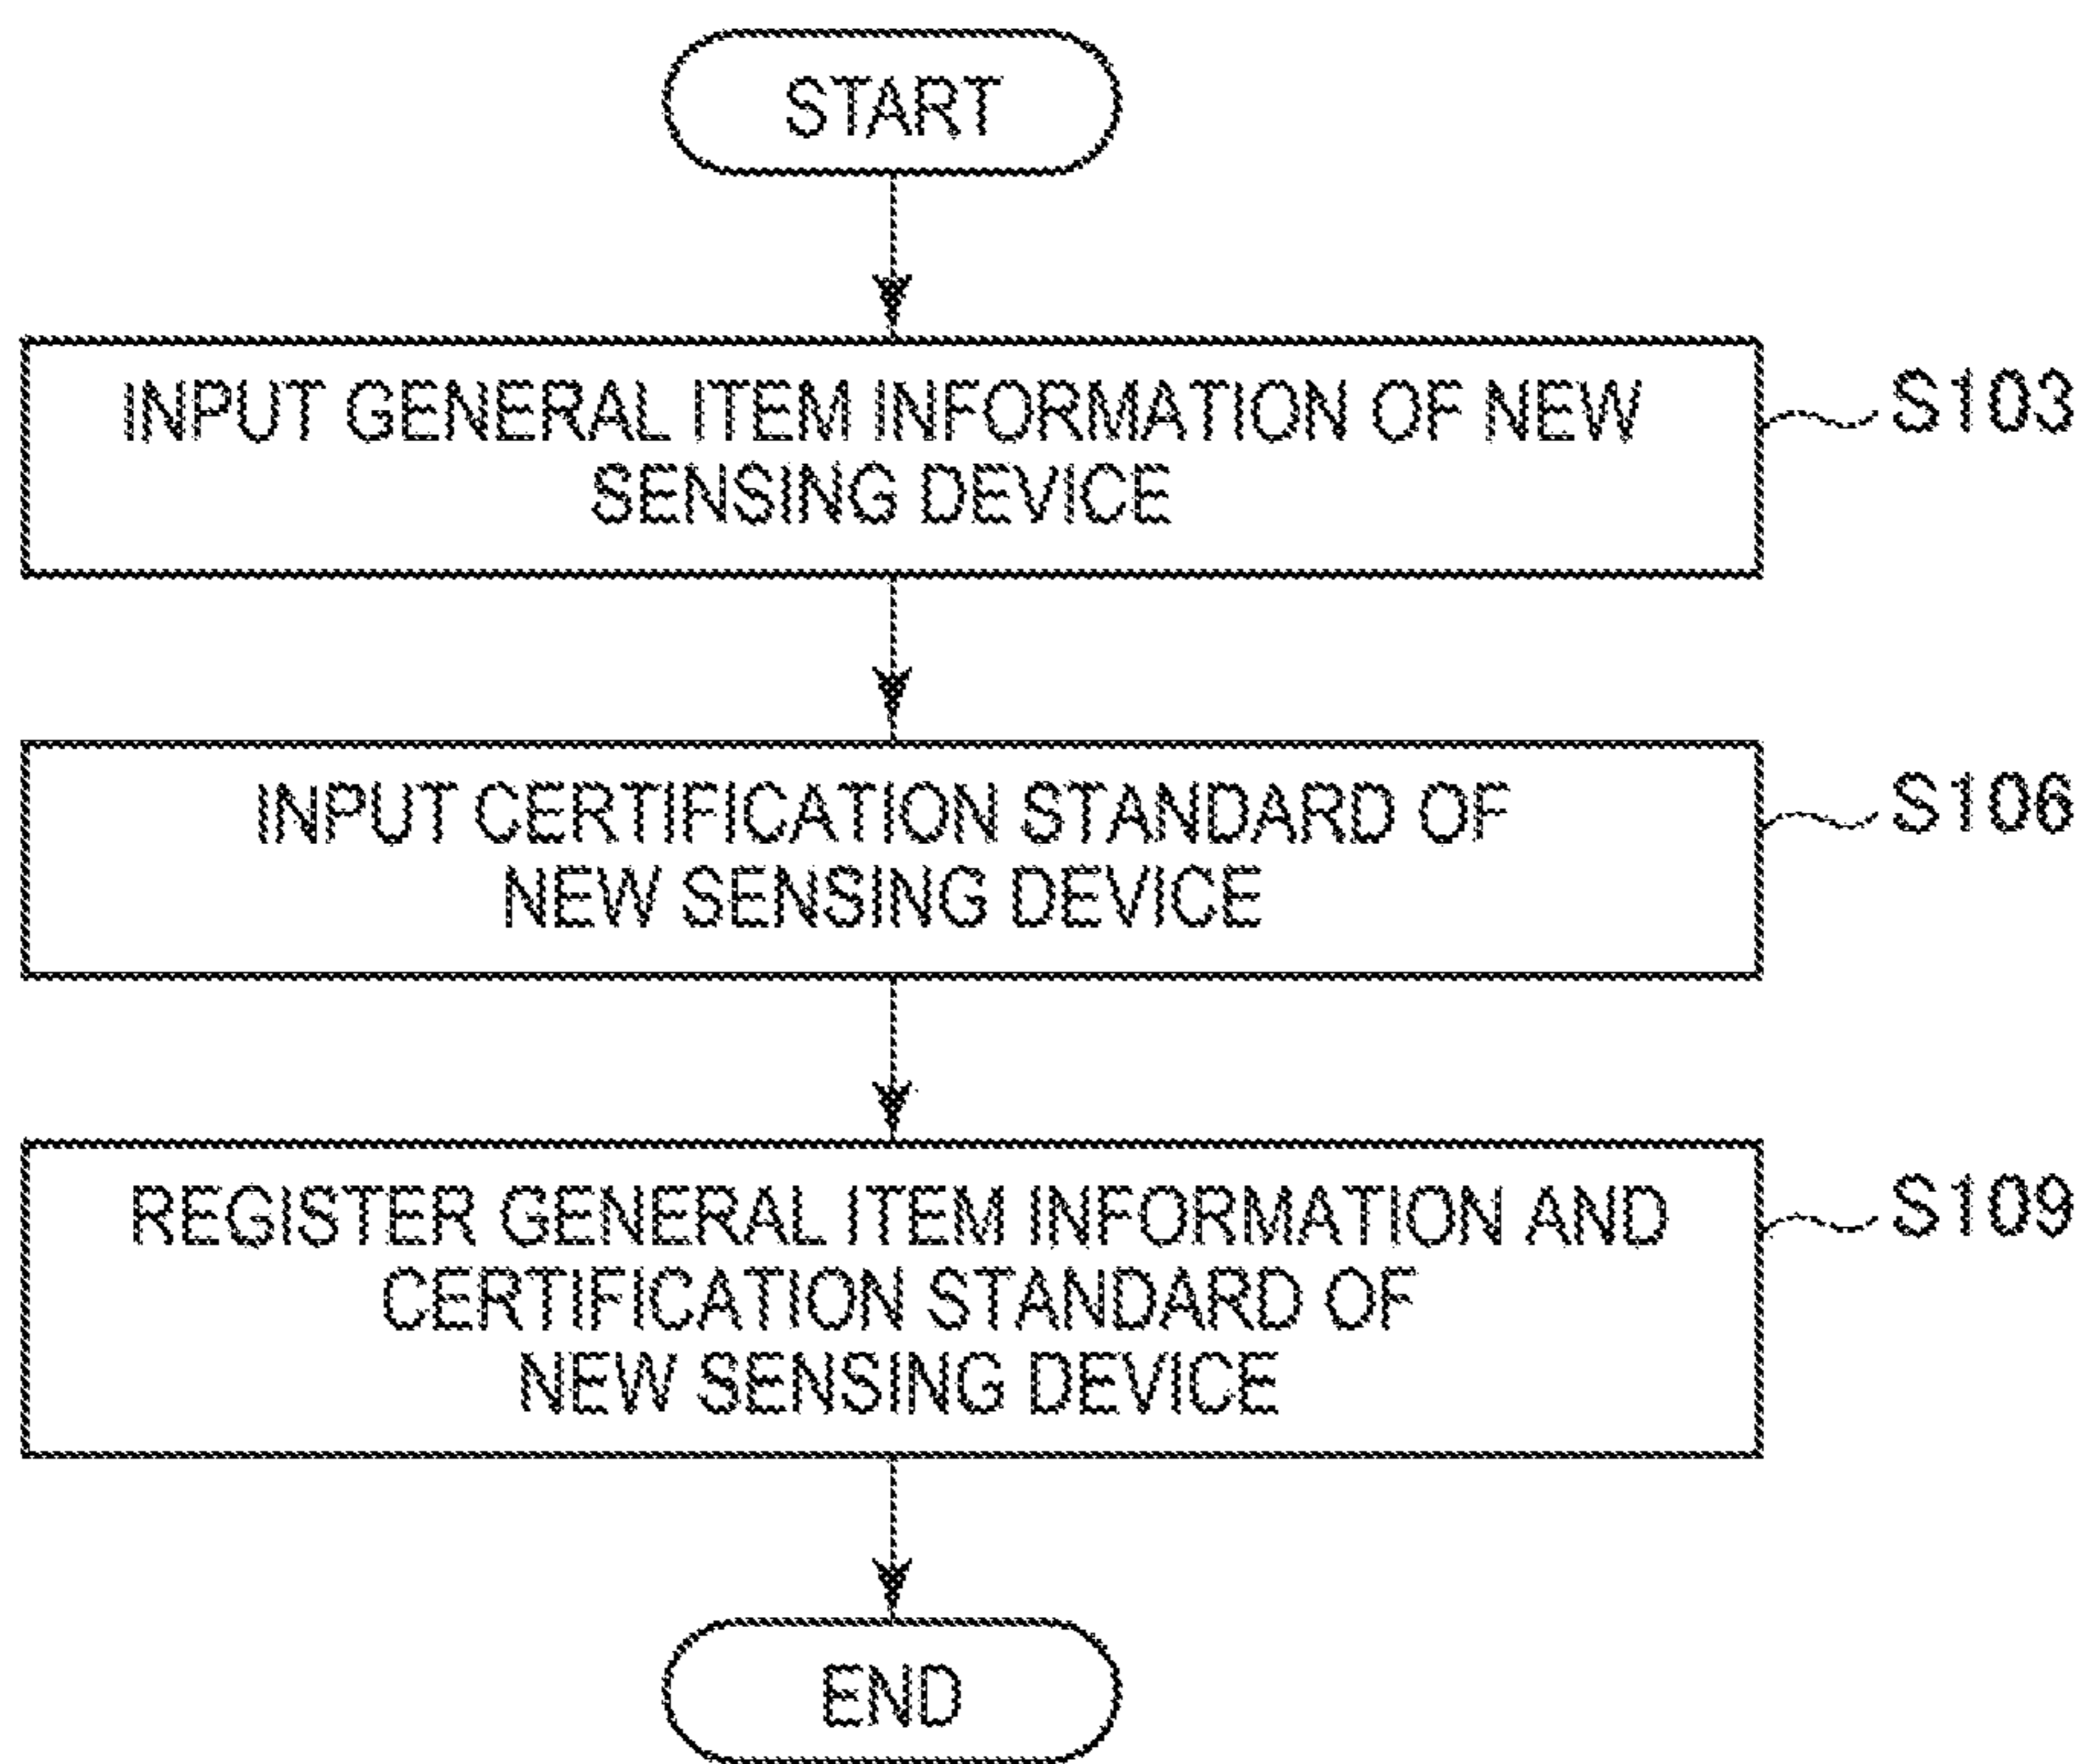 START
INPUT GENERAL ITEM INFORMATION OF NEW
SENSING DEVICE
S103
INPUT CERTIFICATION STANDARD OF
NEW SENSING DEVICE
S106
REGISTER GENERAL ITEM INFORMATION AND
CERTIFICATION STANDARD OF
NEW SENSING DEVICE
S109
END